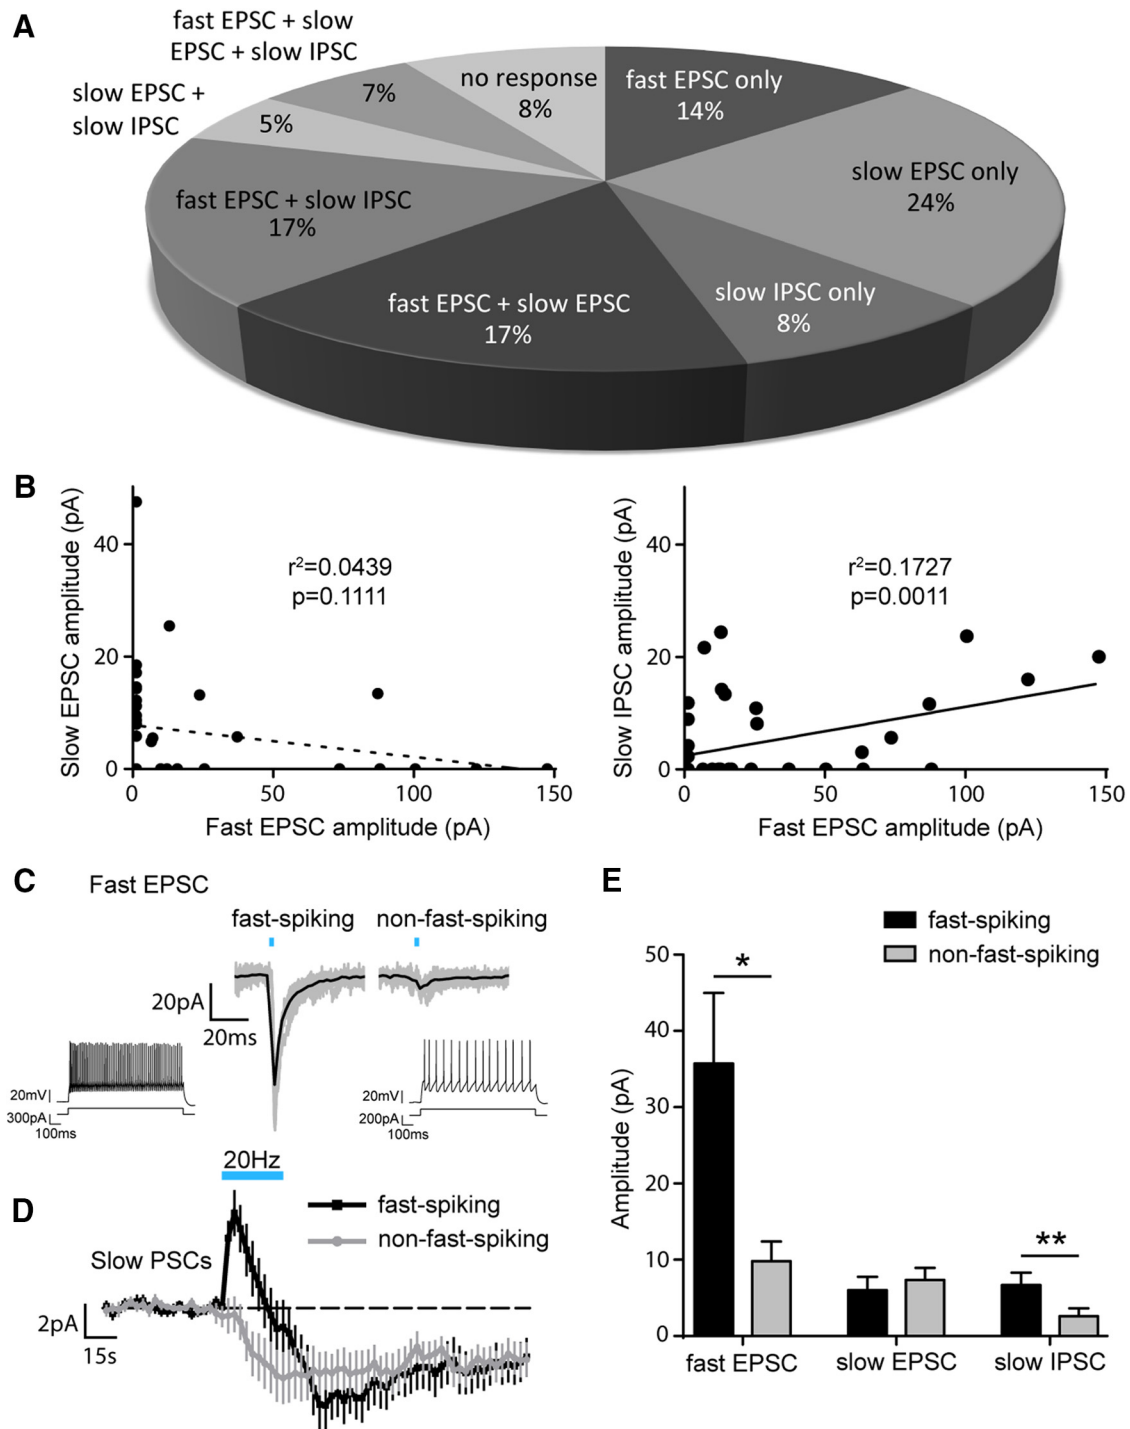 A
fast EPSC + slow
EPSC + slow IPSC
slow EPSC +
slow IPSC
7%
5%
no response
8%
fast EPSC only
14%
slow EPSC only
24%
fast EPSC + slow IPSC
17%
fast EPSC + slow EPSC
17%
slow IPSC only
8%
B
Slow EPSC amplitude (pA)
40
20
0
r²=0.0439
p=0.1111
0 50 100 150
Fast EPSC amplitude (pA)
Slow IPSC amplitude (pA)
40
20
0
r²=0.1727
p=0.0011
0 50 100 150
Fast EPSC amplitude (pA)
C
Fast EPSC
fast-spiking
non-fast-spiking
20pA
20ms
20mV
300pA
100ms
20mV
200pA
100ms
D
20Hz
fast-spiking
non-fast-spiking
Slow PSCs
2pA
15s
E
fast-spiking
non-fast-spiking
Amplitude (pA)
50
40
30
20
10
0
*
**
fast EPSC
slow EPSC
slow IPSC